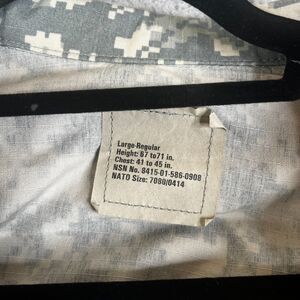 Large-Regular
Height: 67 to 71 in.
Chest: 41 to 45 in.
NSN No. 8415-01-586-0908
NATO Size: 7080/0414